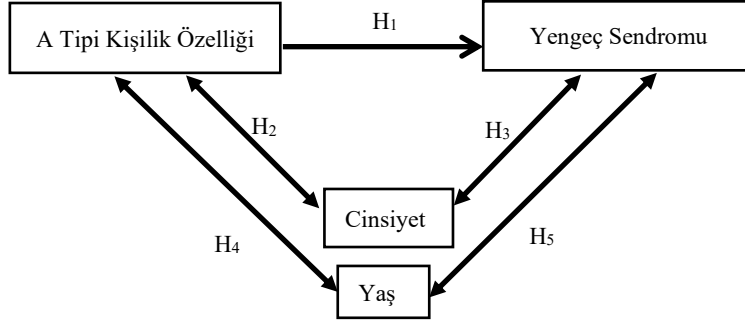 A Tipi Kişilik Özelliği
H₁
Yengeç Sendromu
H₂
H₃
Cinsiyet
H₄
H₅
Yaş